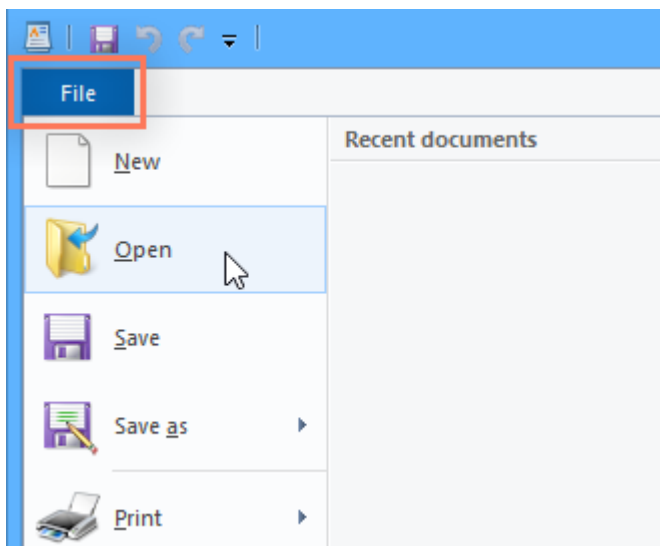 File
Recent documents
New
Open
Save
Save as
Print